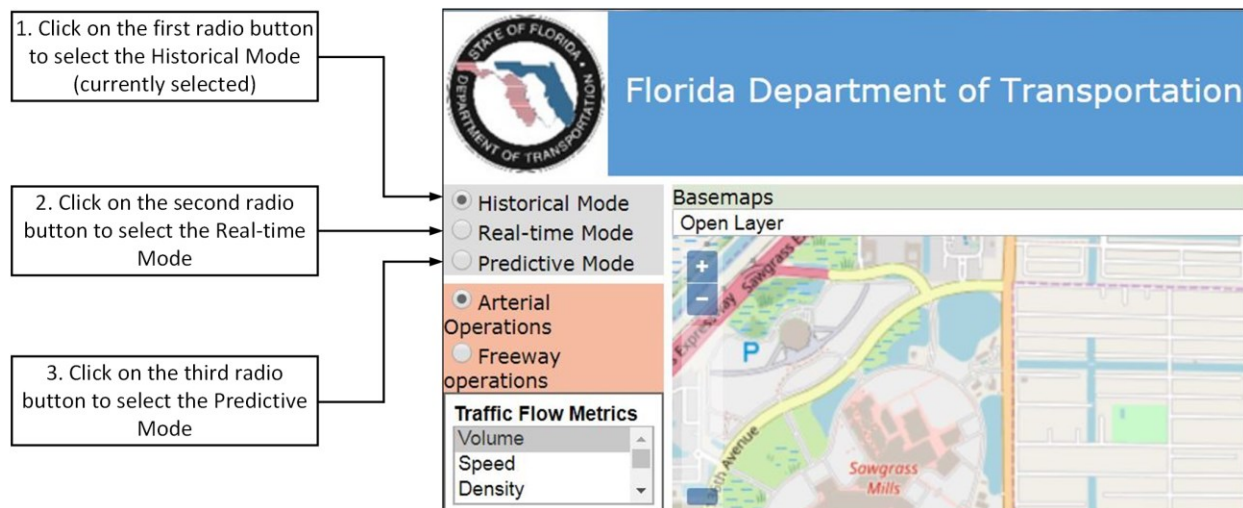 1. Click on the first radio button
to select the Historical Mode
(currently selected)
2. Click on the second radio
button to select the Real-time
Mode
3. Click on the third radio
button to select the Predictive
Mode
STATE OF FLORIDA
DEPARTMENT OF TRANSPORTATION
Florida Department of Transportation
Historical Mode
Real-time Mode
Predictive Mode
Arterial
Operations
Freeway
operations
Traffic Flow Metrics
Volume
Speed
Density
Basemaps
Open Layer
+
−
Sawgrass
P
136th Avenue
Sawgrass
Mills